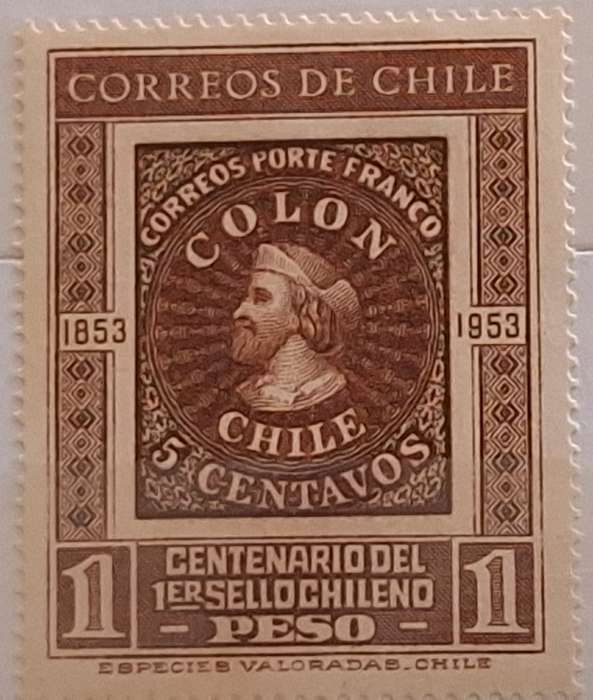 CORREOS DE CHILE
CORREOS PORTE FRANCO
COLON
1853
1953
CHILE
5 CENTAVOS
1
CENTENARIO DEL
1ER SELLO CHILENO
- PESO -
1
ESPECIES VALORADAS-CHILE